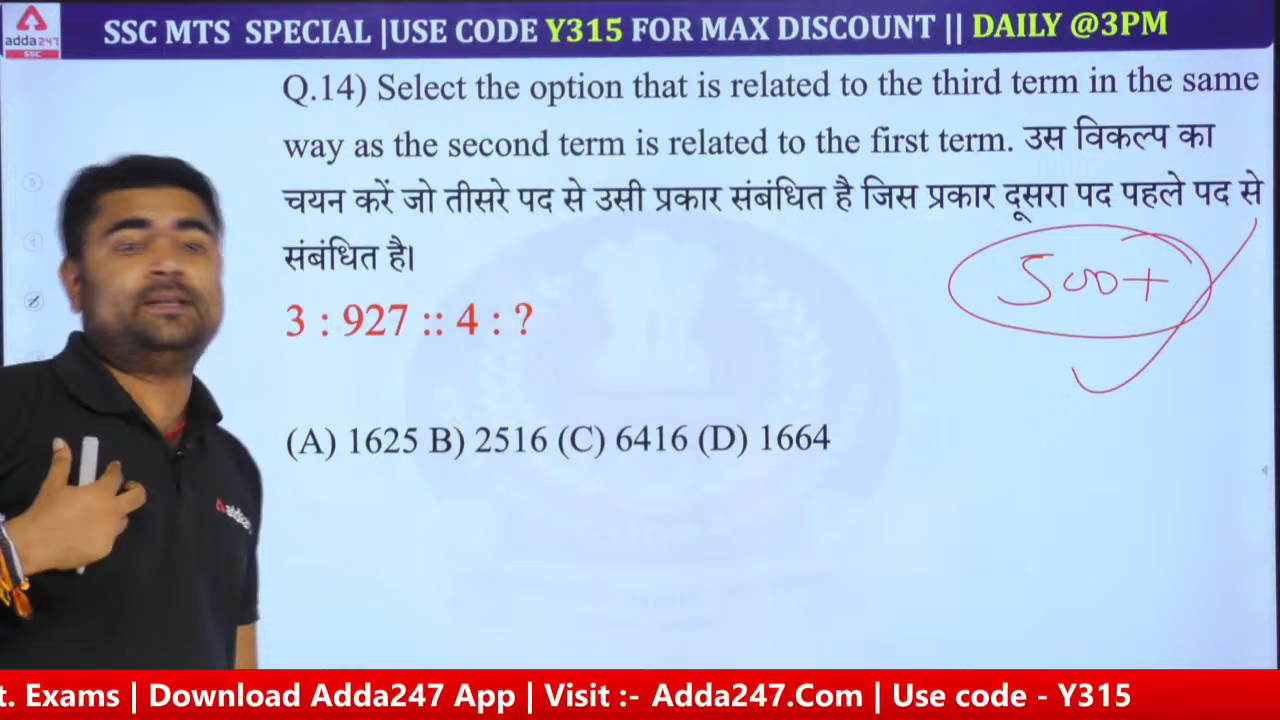 adda247
SSC
SSC MTS SPECIAL |USE CODE Y315 FOR MAX DISCOUNT || DAILY @3PM
Q.14) Select the option that is related to the third term in the same
way as the second term is related to the first term. उस विकल्प का
चयन करें जो तीसरे पद से उसी प्रकार संबंधित है जिस प्रकार दूसरा पद पहले पद से
संबंधित है।
500+
3 : 927 :: 4 : ?
(A) 1625 B) 2516 (C) 6416 (D) 1664
t. Exams | Download Adda247 App | Visit :- Adda247.Com | Use code - Y315